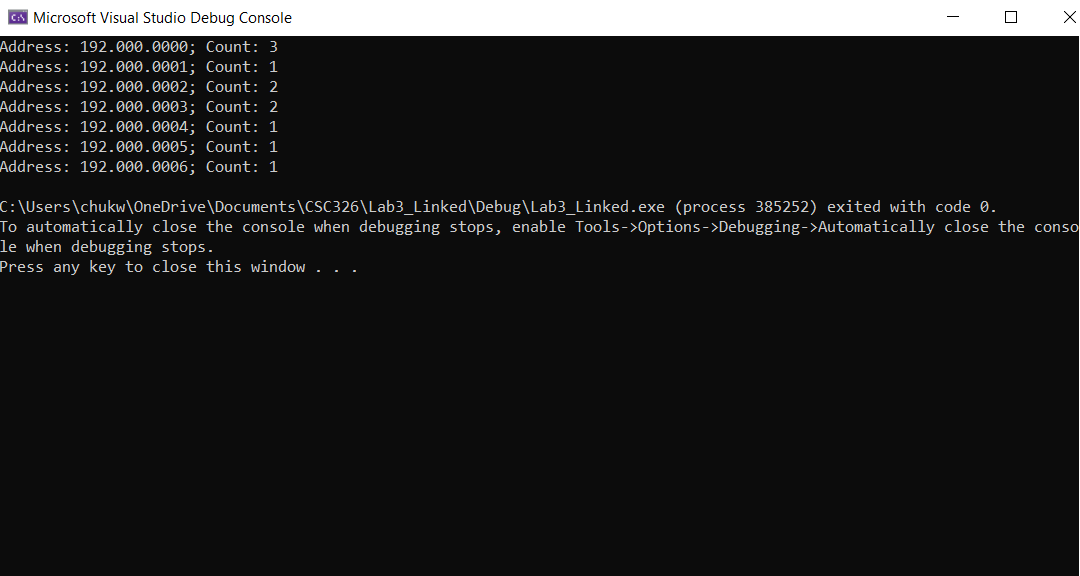 Microsoft Visual Studio Debug Console
Address: 192.000.0000; Count: 3
Address: 192.000.0001; Count: 1
Address: 192.000.0002; Count: 2
Address: 192.000.0003; Count: 2
Address: 192.000.0004; Count: 1
Address: 192.000.0005; Count: 1
Address: 192.000.0006; Count: 1
C:\Users\chukw\OneDrive\Documents\CSC326\Lab3_Linked\Debug\Lab3_Linked.exe (process 385252) exited with code 0.
To automatically close the console when debugging stops, enable Tools->Options->Debugging->Automatically close the conso
le when debugging stops.
Press any key to close this window . . .